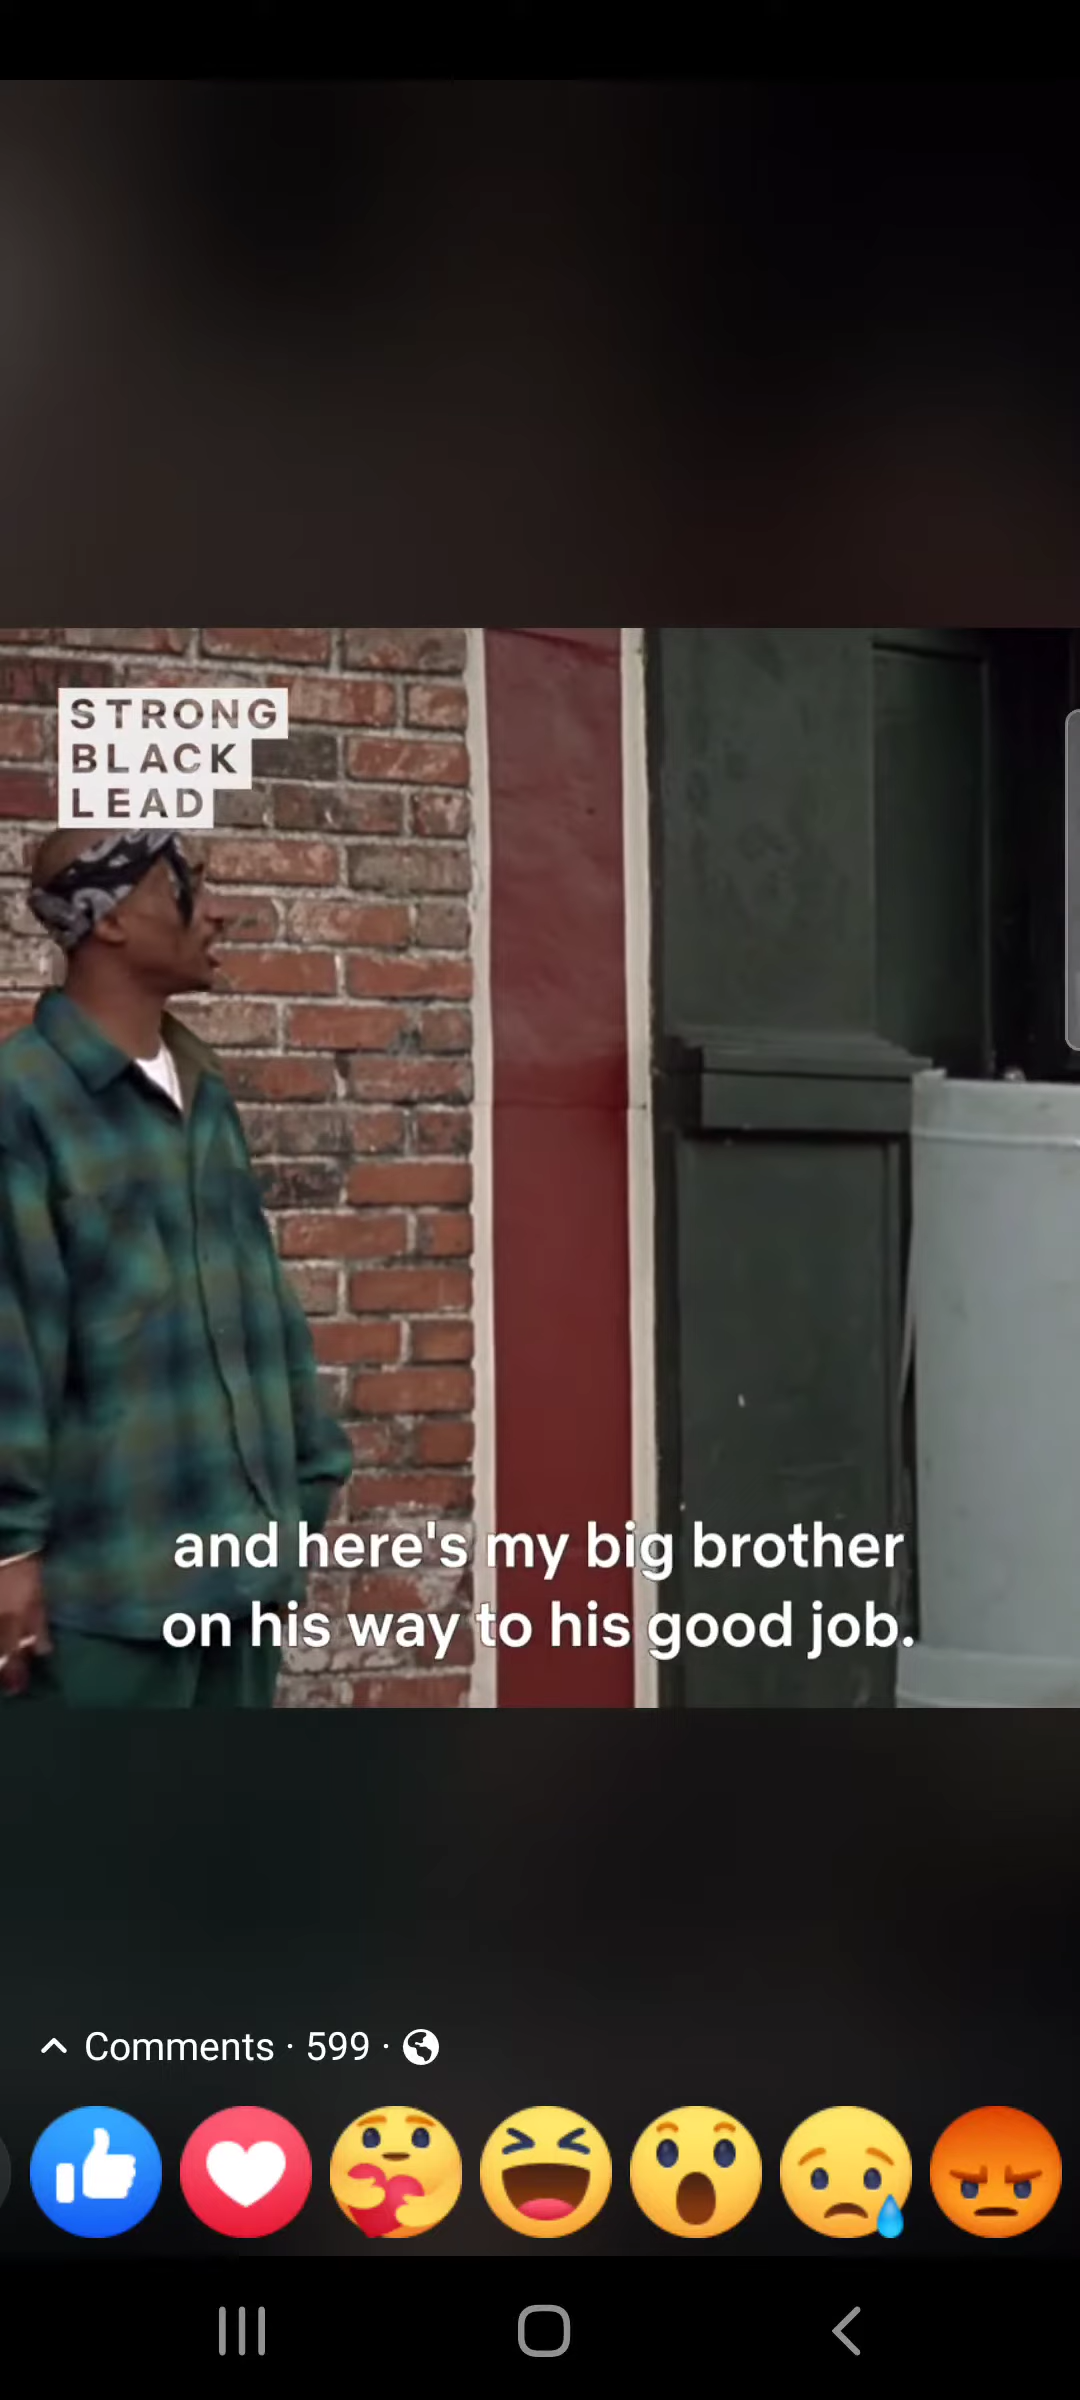 STRONG
BLACK
LEAD
and here's my big brother
on his way to his good job.
Comments · 599 ·